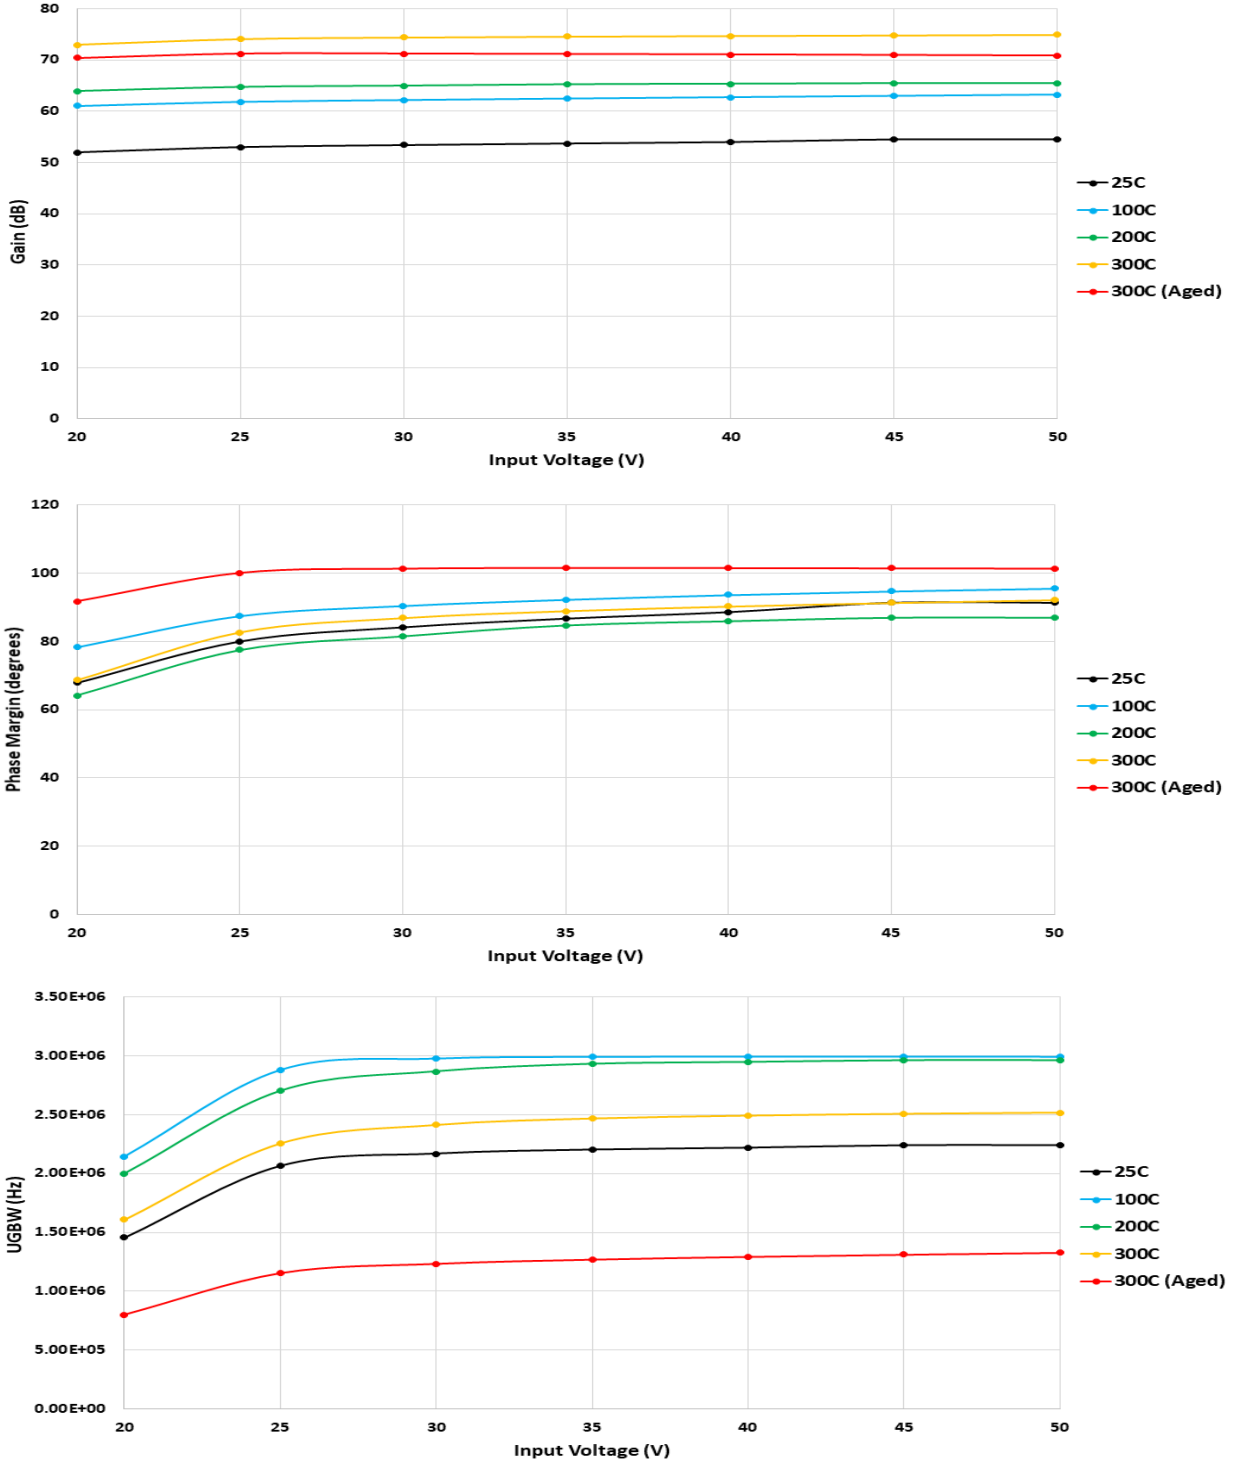 80
70
60
50
40
30
20
10
0
Gain (dB)
20 25 30 35 40 45 50
Input Voltage (V)
25C
100C
200C
300C
300C (Aged)
120
100
80
60
40
20
0
Phase Margin (degrees)
20 25 30 35 40 45 50
Input Voltage (V)
25C
100C
200C
300C
300C (Aged)
3.50E+06
3.00E+06
2.50E+06
2.00E+06
1.50E+06
1.00E+06
5.00E+05
0.00E+00
UGBW (Hz)
20 25 30 35 40 45 50
Input Voltage (V)
25C
100C
200C
300C
300C (Aged)